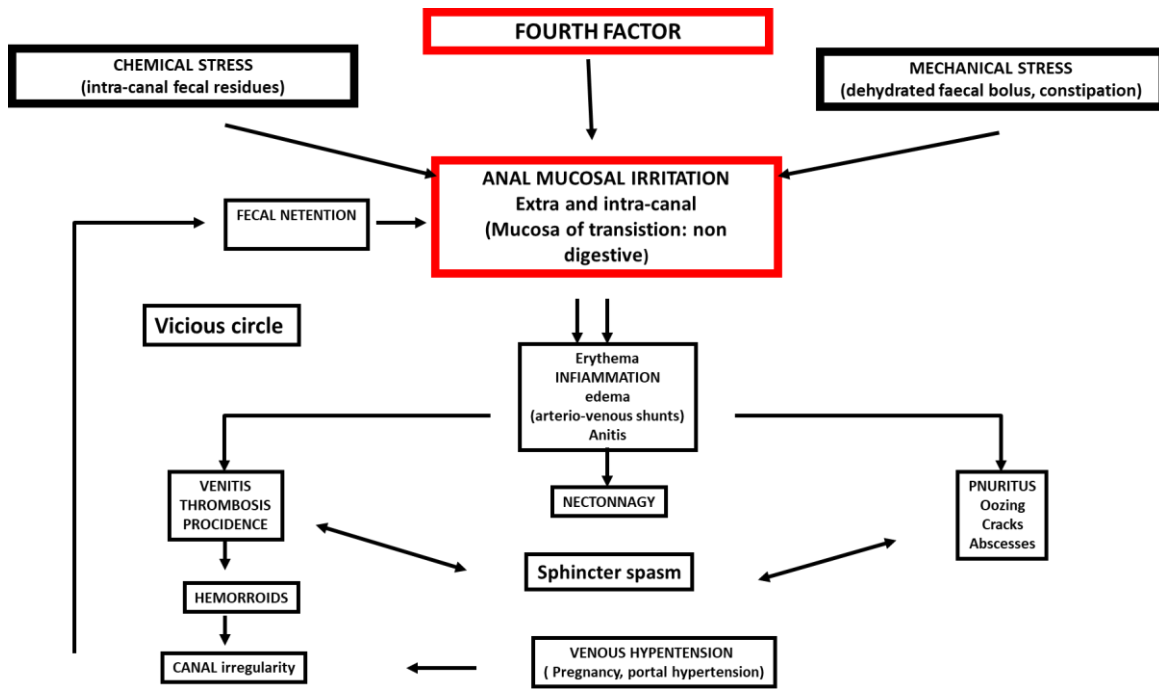 FOURTH FACTOR
CHEMICAL STRESS
(intra-canal fecal residues)
MECHANICAL STRESS
(dehydrated faecal bolus, constipation)
ANAL MUCOSAL IRRITATION
Extra and intra-canal
(Mucosa of transistion: non
digestive)
FECAL NETENTION
Vicious circle
Erythema
INFIAMMATION
edema
(arterio-venous shunts)
Anitis
VENITIS
THROMBOSIS
PROCIDENCE
NECTONNAGY
PNURITUS
Oozing
Cracks
Abscesses
Sphincter spasm
HEMORROIDS
CANAL irregularity
VENOUS HYPENTENSION
( Pregnancy, portal hypertension)